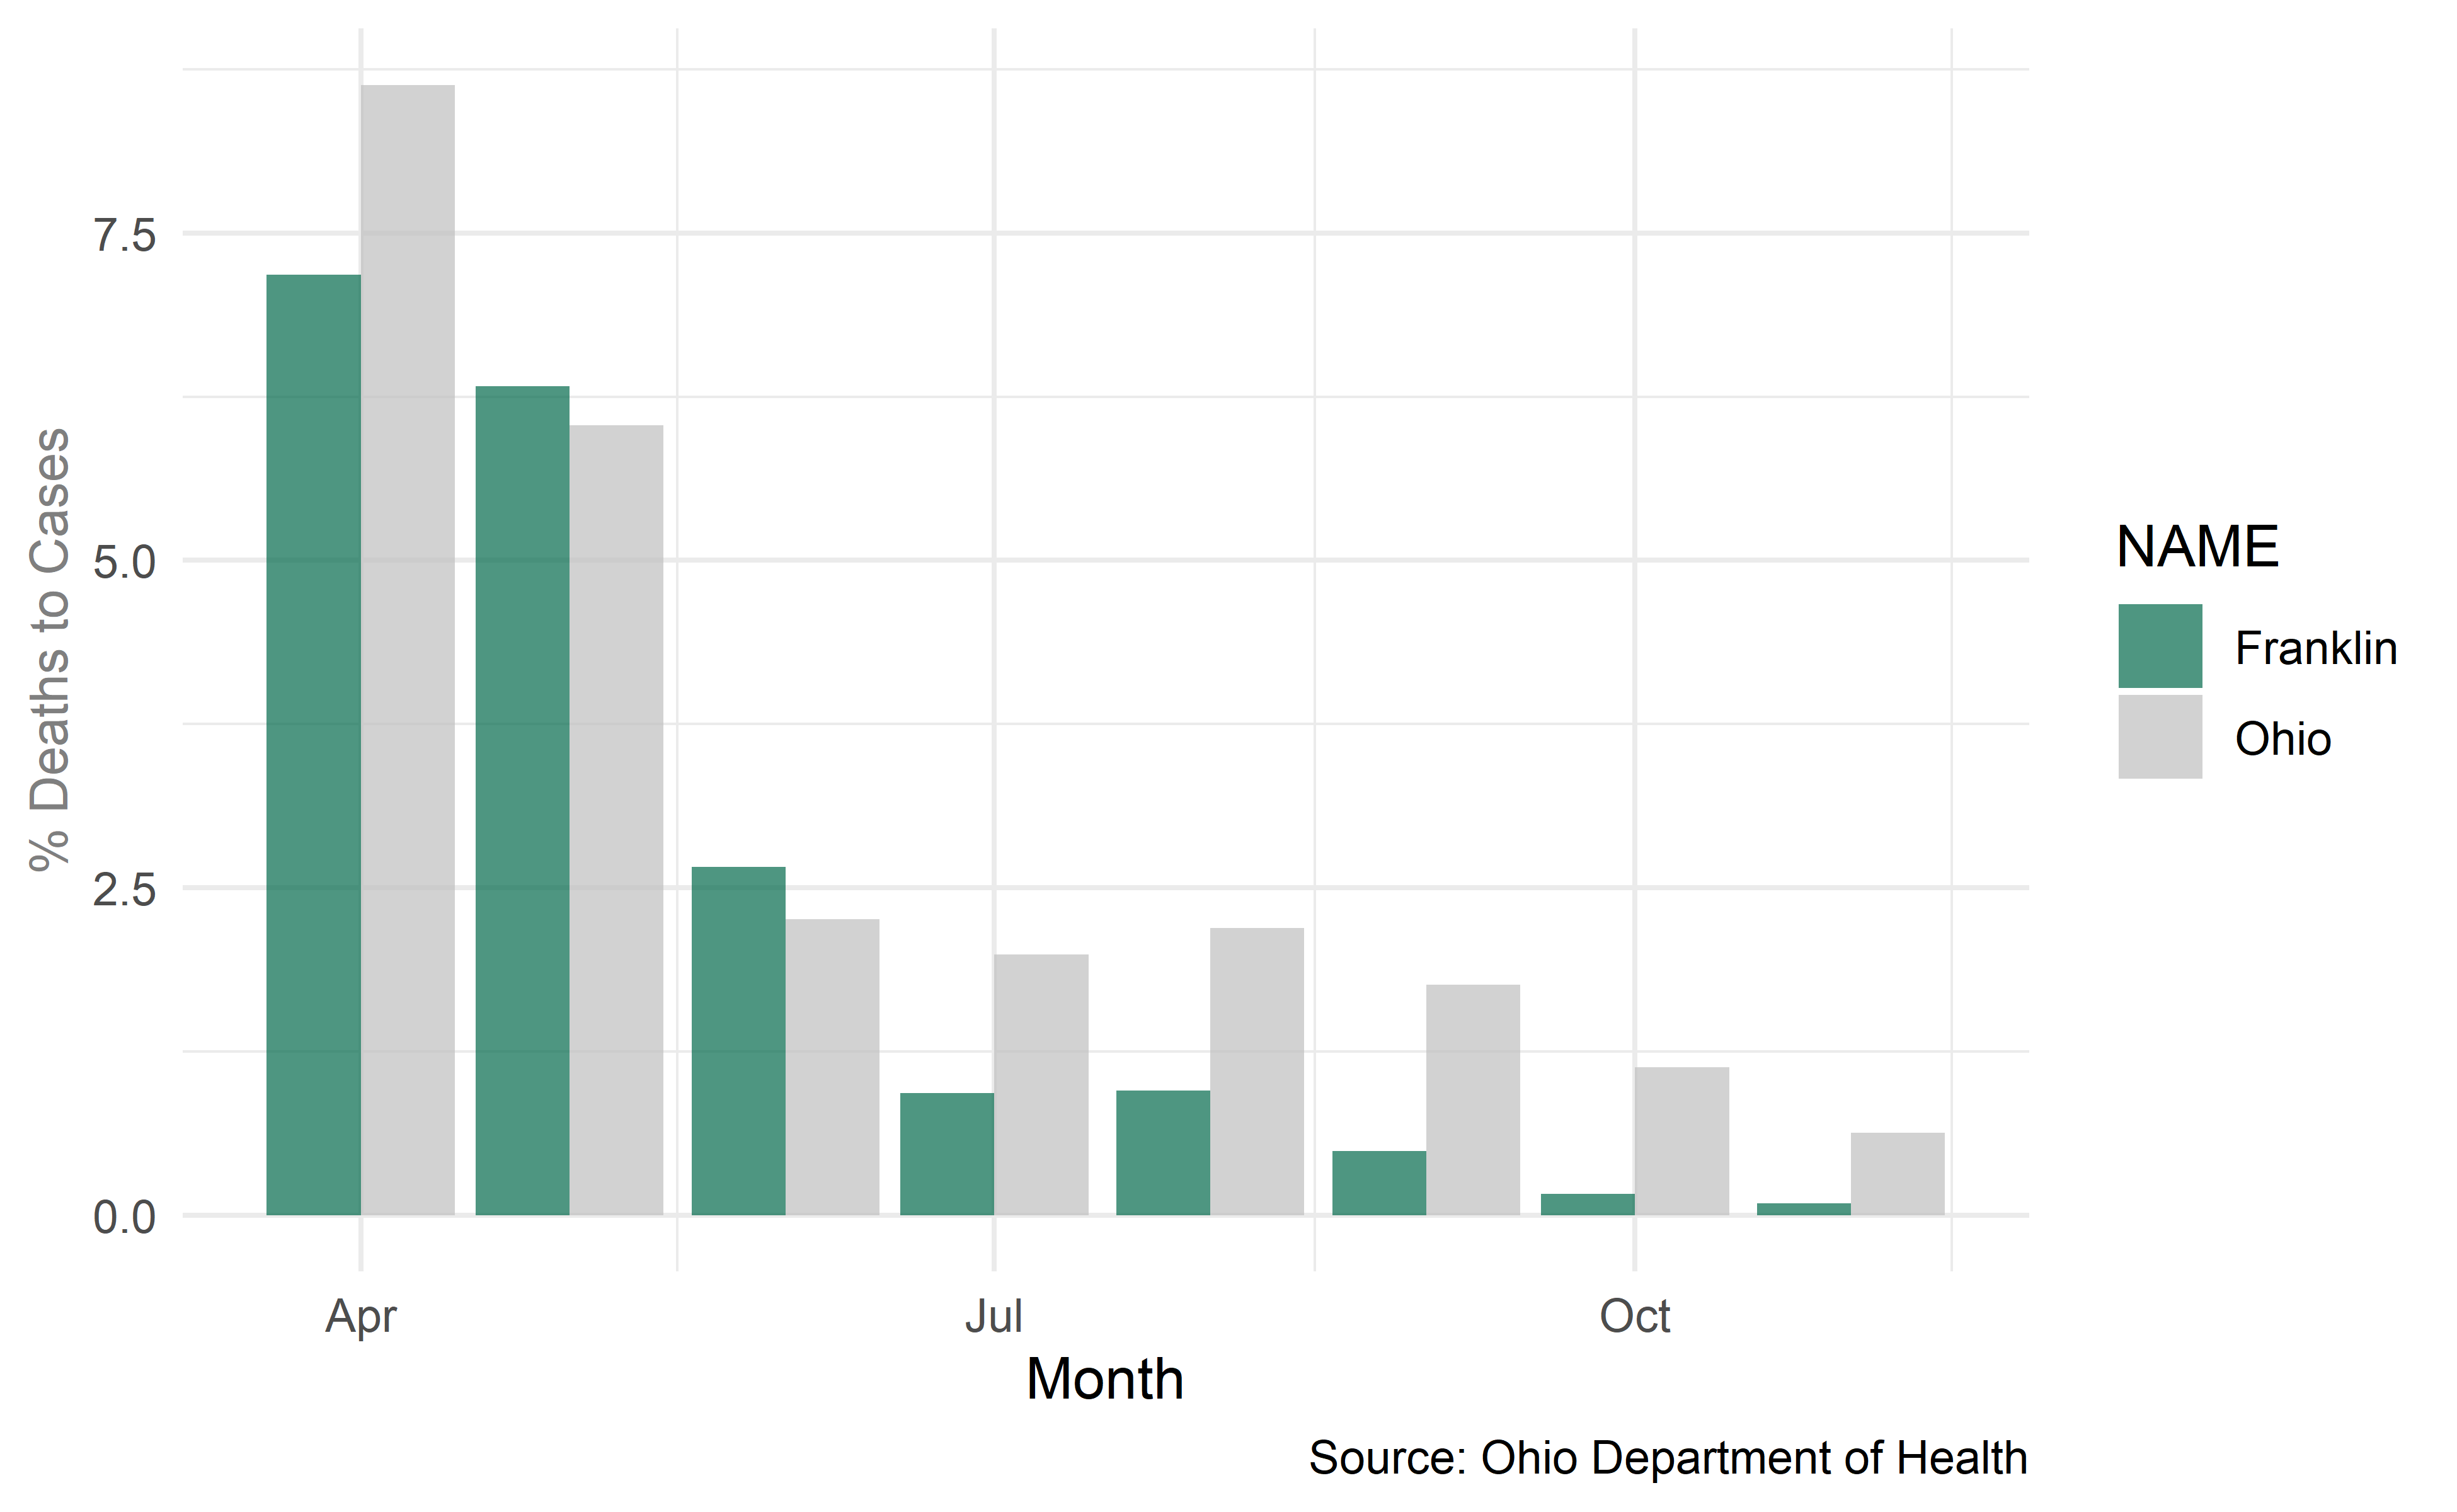 % Deaths to Cases
7.5
5.0
2.5
0.0
Apr
Jul
Oct
Month
NAME
Franklin
Ohio
Source: Ohio Department of Health